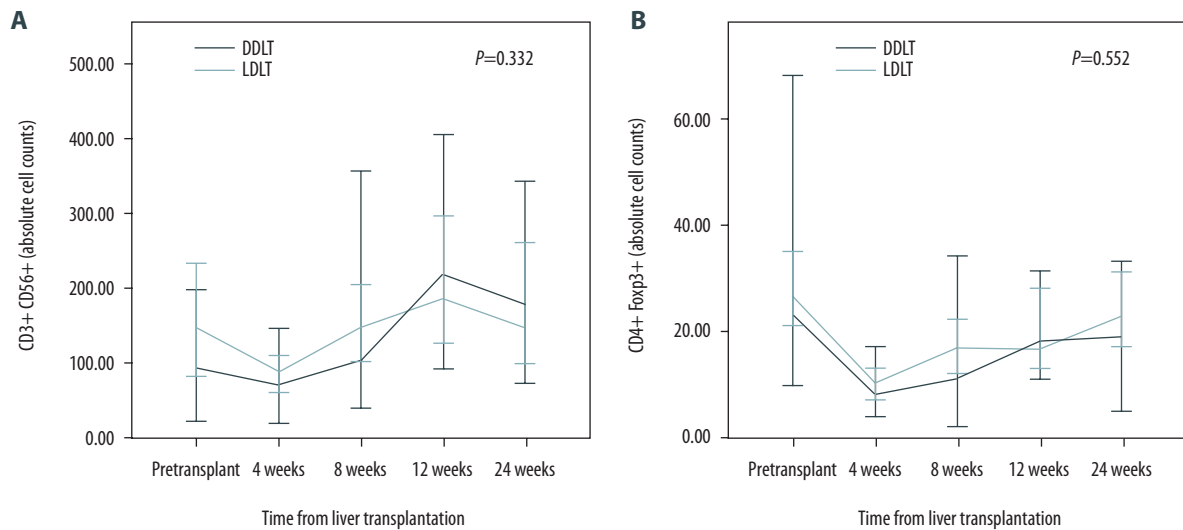 A
DDLT
LDLT
P=0.332
500.00
400.00
300.00
200.00
100.00
0.00
CD3+ CD56+ (absolute cell counts)
Pretransplant 4 weeks 8 weeks 12 weeks 24 weeks
Time from liver transplantation
B
DDLT
LDLT
P=0.552
60.00
40.00
20.00
0.00
CD4+ Foxp3+ (absolute cell counts)
Pretransplant 4 weeks 8 weeks 12 weeks 24 weeks
Time from liver transplantation